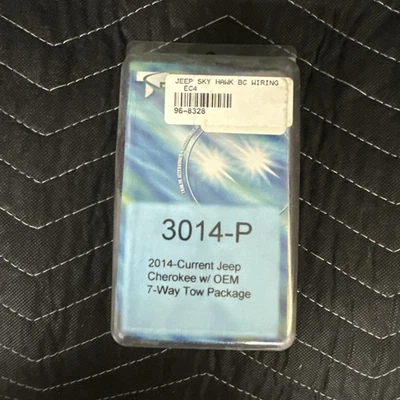 JEEP SKY HAWK BC WIRING
EC4
96-8328
3014-P
2014-Current Jeep
Cherokee w/ OEM
7-Way Tow Package